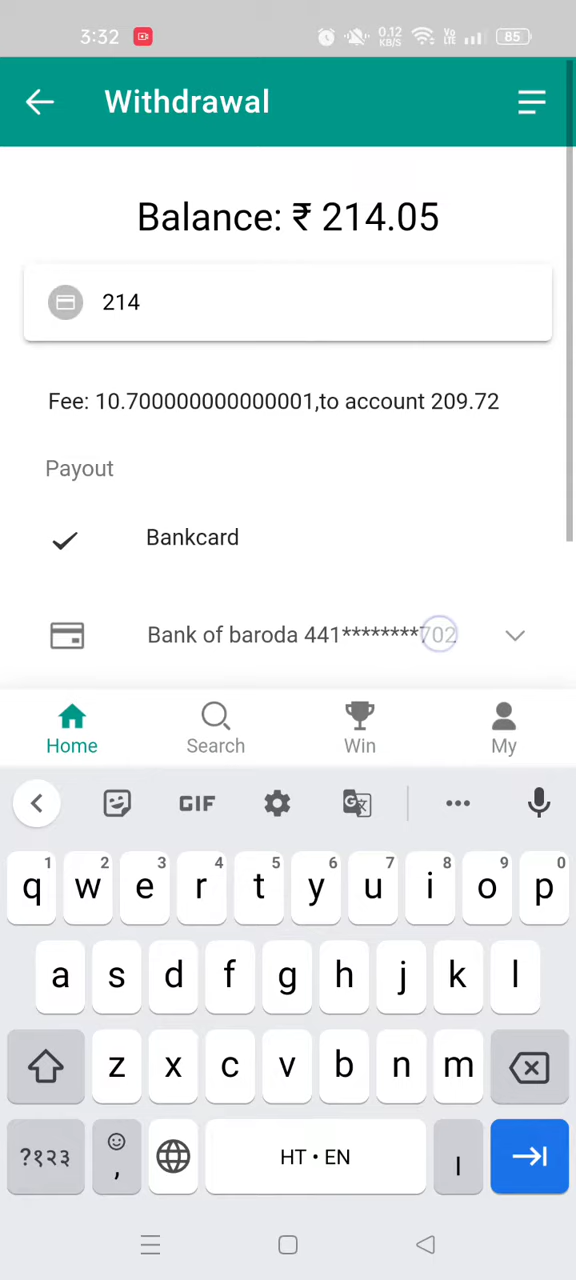 3:32 0.12 KB/S Vo LTE 85
Withdrawal
Balance: ₹ 214.05
214
Fee: 10.700000000000001,to account 209.72
Payout
Bankcard
Bank of baroda 441********702
Home Search Win My
GIF
1 2 3 4 5 6 7 8 9 0
q w e r t y u i o p
a s d f g h j k l
z x c v b n m
?१२३ , HT • EN ।